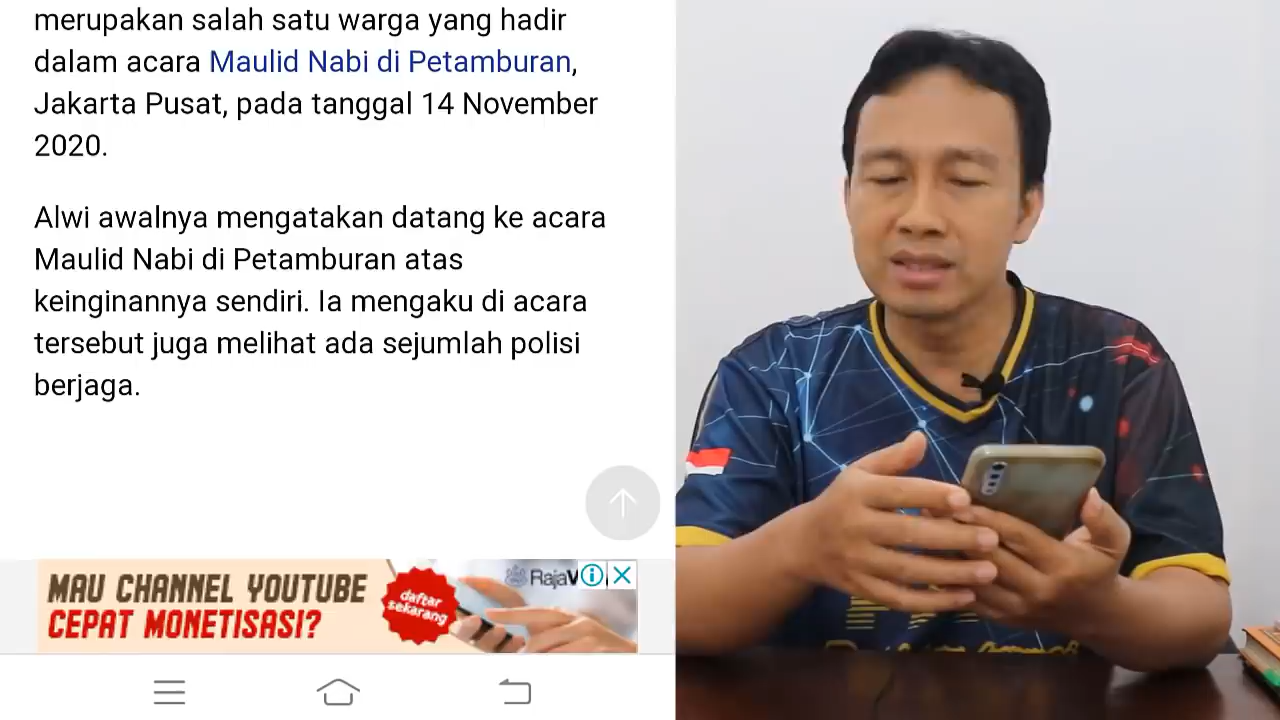 merupakan salah satu warga yang hadir
dalam acara Maulid Nabi di Petamburan,
Jakarta Pusat, pada tanggal 14 November
2020.
Alwi awalnya mengatakan datang ke acara
Maulid Nabi di Petamburan atas
keinginannya sendiri. Ia mengaku di acara
tersebut juga melihat ada sejumlah polisi
berjaga.
MAU CHANNEL YOUTUBE
CEPAT MONETISASI?
daftar
sekarang